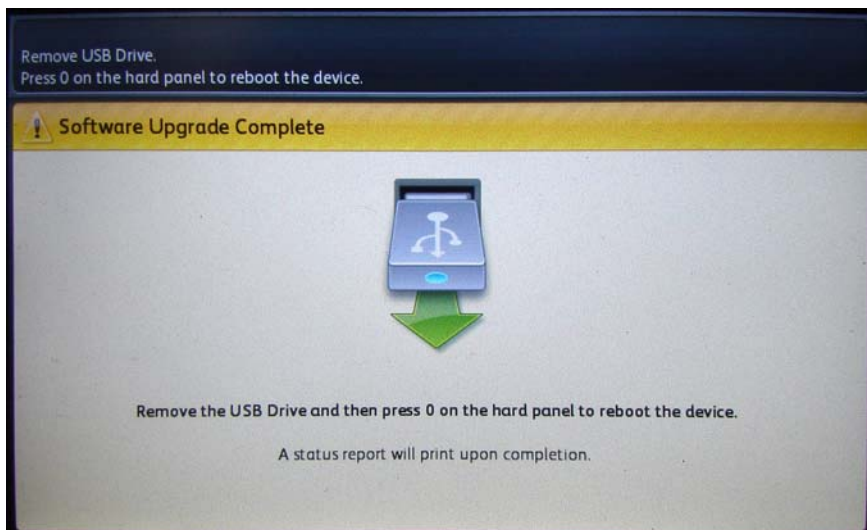 Remove USB Drive.
Press 0 on the hard panel to reboot the device.
Software Upgrade Complete
Remove the USB Drive and then press 0 on the hard panel to reboot the device.
A status report will print upon completion.